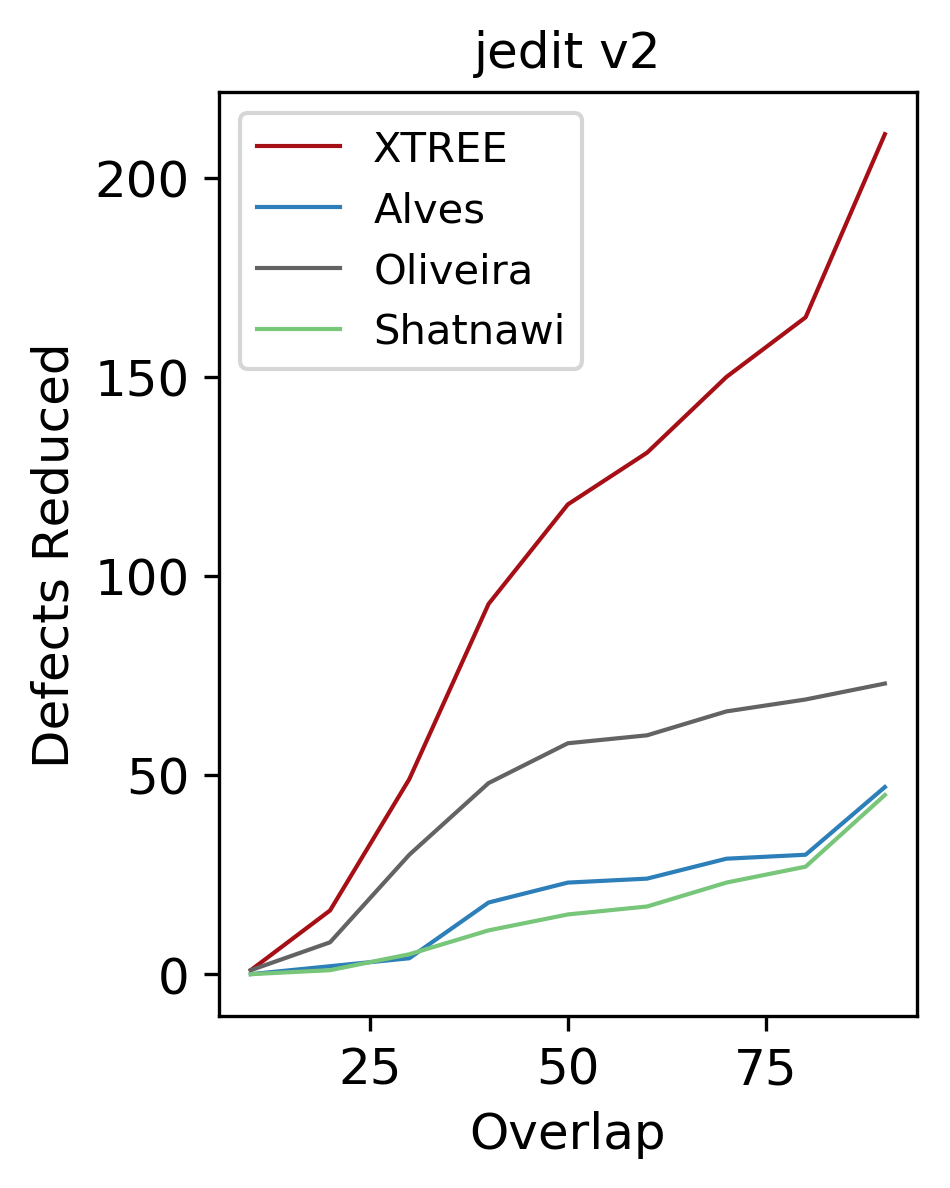 jedit v2
XTREE
Alves
Oliveira
Shatnawi
Defects Reduced
200
150
100
50
0
25 50 75
Overlap